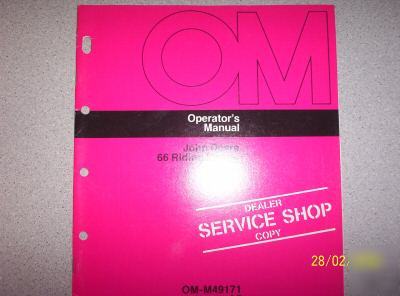 OM
Operator's
Manual
John Deere
66 Riding
DEALER
SERVICE SHOP
COPY
OM-M49171
28/02/